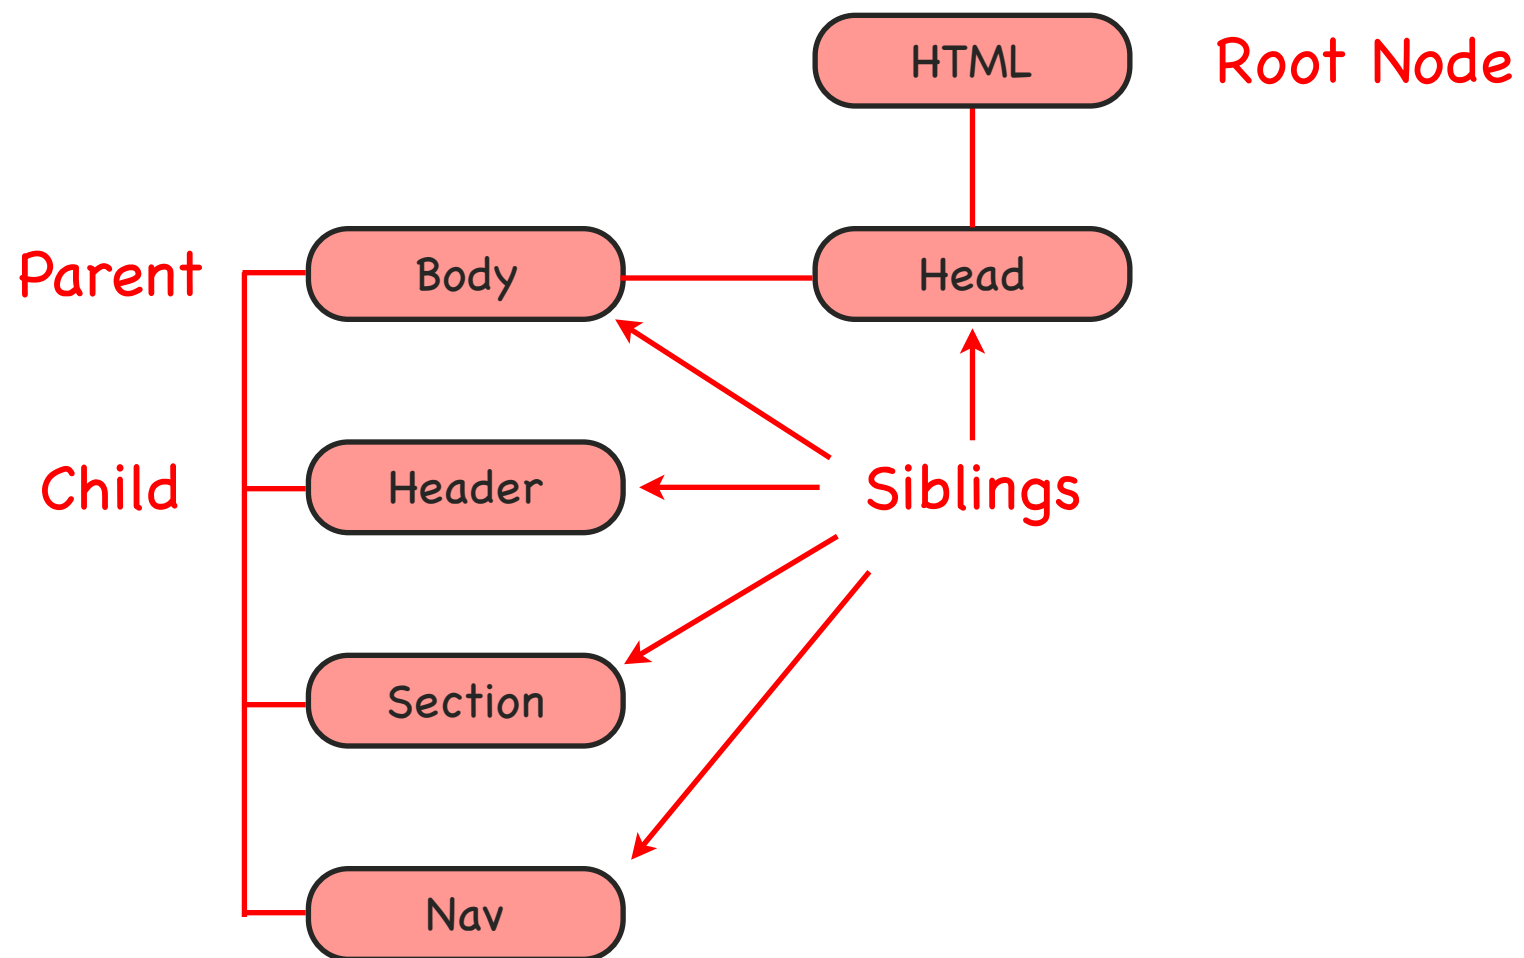 HTML
Root Node
Parent
Body
Head
Child
Header
Siblings
Section
Nav